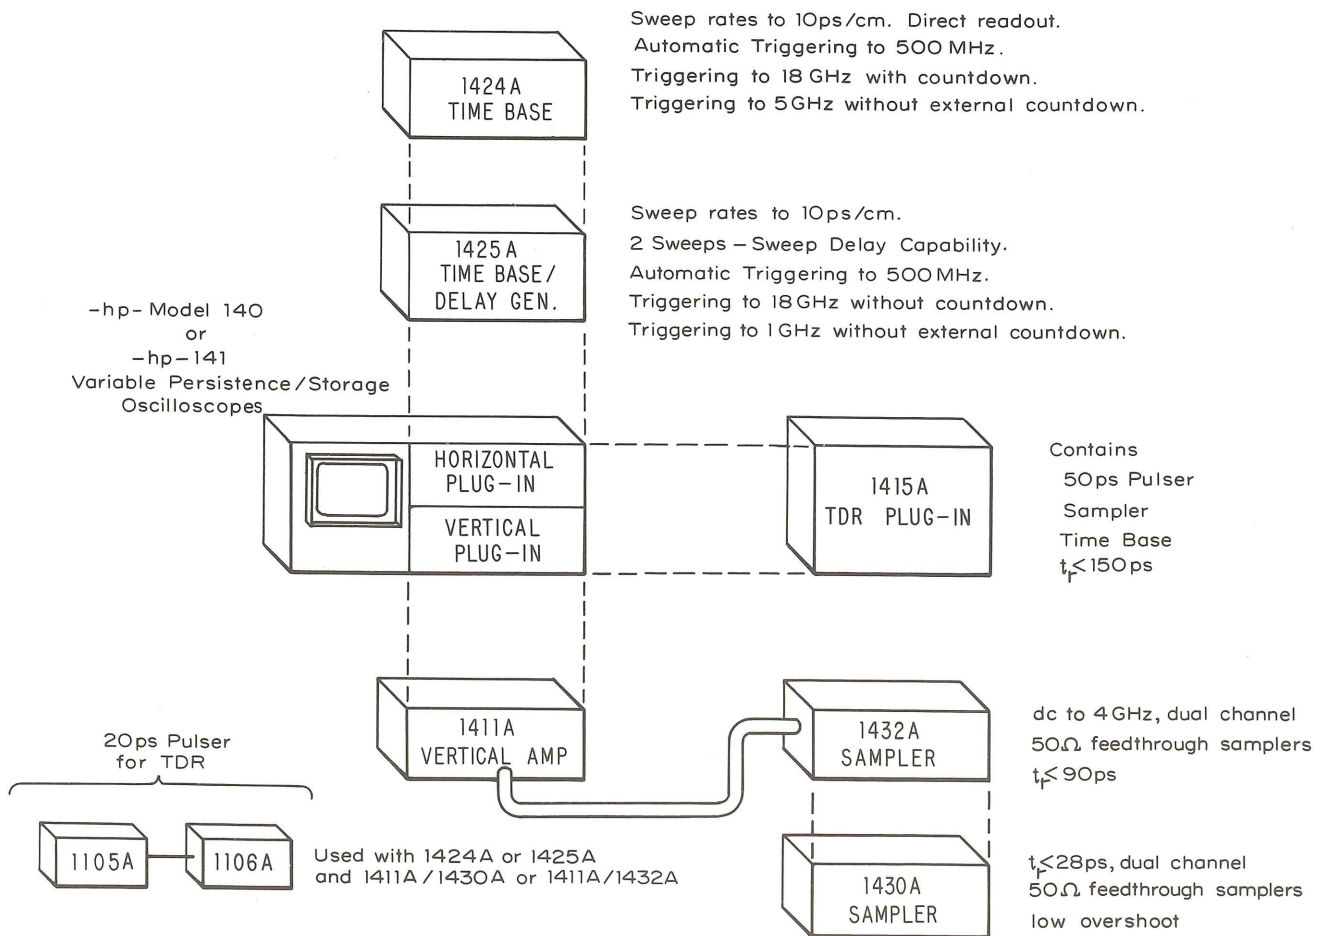 Sweep rates to 10ps/cm. Direct readout.
Automatic Triggering to 500 MHz.
Triggering to 18 GHz with countdown.
Triggering to 5GHz without external countdown.
1424A
TIME BASE
Sweep rates to 10ps/cm.
2 Sweeps – Sweep Delay Capability.
Automatic Triggering to 500MHz.
Triggering to 18GHz without countdown.
Triggering to 1GHz without external countdown.
1425A
TIME BASE/
DELAY GEN.
-hp- Model 140
or
-hp-141
Variable Persistence/Storage
Oscilloscopes
HORIZONTAL
PLUG-IN
VERTICAL
PLUG-IN
1415A
TDR PLUG-IN
Contains
50ps Pulser
Sampler
Time Base
tr<150ps
1411A
VERTICAL AMP
1432A
SAMPLER
dc to 4GHz, dual channel
50Ω feedthrough samplers
tr<90ps
20ps Pulser
for TDR
1105A
1106A
Used with 1424A or 1425A
and 1411A/1430A or 1411A/1432A
1430A
SAMPLER
tr<28ps, dual channel
50Ω feedthrough samplers
low overshoot